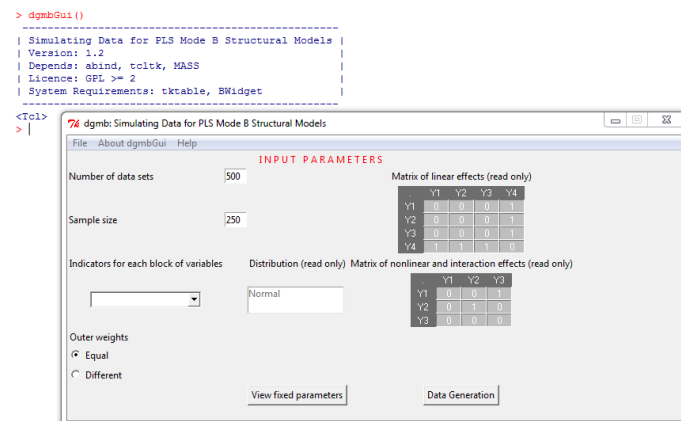 > dgmbGui()
-------------------------------------------------
| Simulating Data for PLS Mode B Structural Models |
| Version: 1.2 |
| Depends: abind, tcltk, MASS |
| Licence: GPL >= 2 |
| System Requirements: tktable, BWidget |
-------------------------------------------------
<Tcl>
>
7% dgmb: Simulating Data for PLS Mode B Structural Models
File About dgmbGui Help
INPUT PARAMETERS
Number of data sets 500
Matrix of linear effects (read only)
. Y1 Y2 Y3 Y4
Y1 0 0 0 1
Y2 0 0 0 1
Y3 0 0 0 1
Y4 1 1 1 0
Sample size 250
Indicators for each block of variables
Distribution (read only)
Normal
Matrix of nonlinear and interaction effects (read only)
. Y1 Y2 Y3
Y1 0 0 1
Y2 0 1 0
Y3 0 0 0
Outer weights
Equal
Different
View fixed parameters
Data Generation